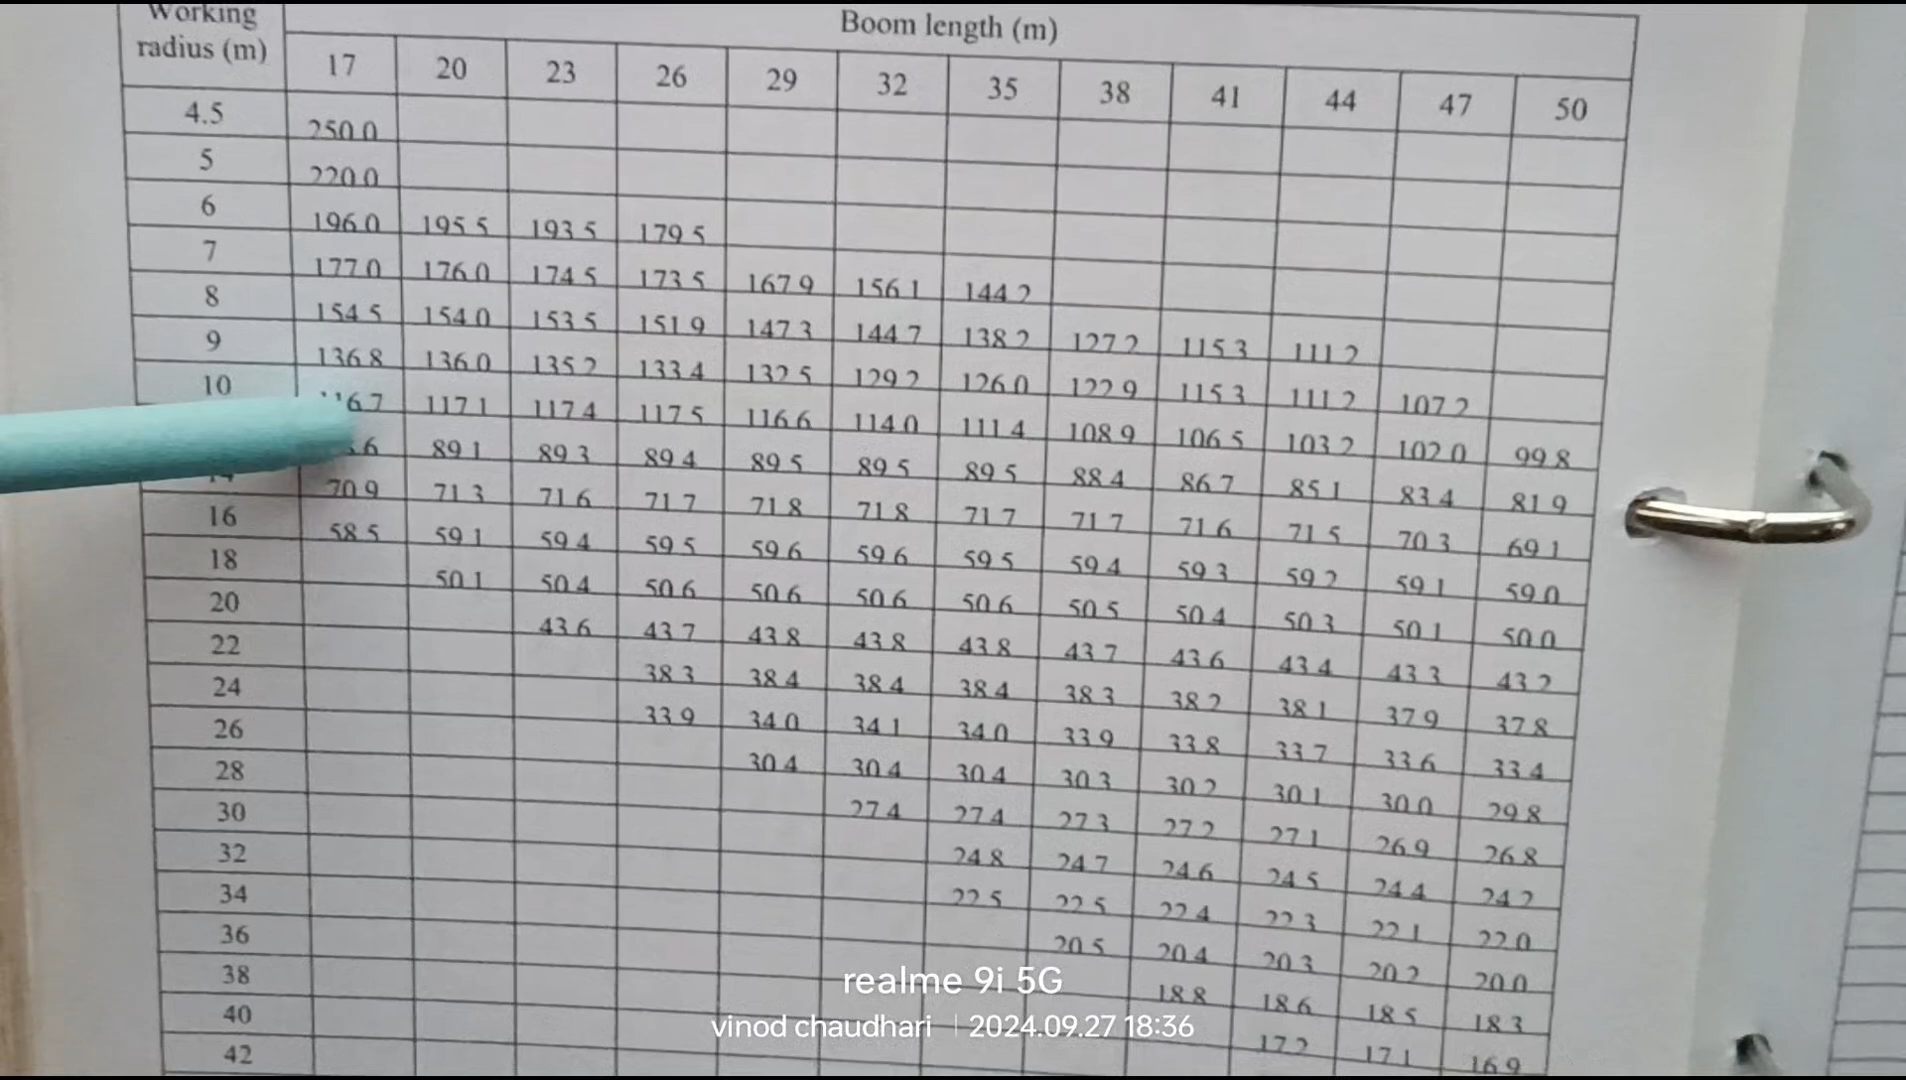 Working radius (m)
Boom length (m)
17 20 23 26 29 32 35 38 41 44 47 50
4.5 250.0
5 220.0
6 196.0 195.5 193.5 179.5
7 177.0 176.0 174.5 173.5 167.9 156.1 144.2
8 154.5 154.0 153.5 151.9 147.3 144.7 138.2 127.2 115.3 111.2
9 136.8 136.0 135.2 133.4 132.5 129.2 126.0 122.9 115.3 111.2 107.2
10 116.7 117.1 117.4 117.5 116.6 114.0 111.4 108.9 106.5 103.2 102.0 99.8
89.1 89.3 89.4 89.5 89.5 89.5 88.4 86.7 85.1 83.4 81.9
70.9 71.3 71.6 71.7 71.8 71.8 71.7 71.7 71.6 71.5 70.3 69.1
16 58.5 59.1 59.4 59.5 59.6 59.6 59.5 59.4 59.3 59.2 59.1 59.0
18 50.1 50.4 50.6 50.6 50.6 50.6 50.5 50.4 50.3 50.1 50.0
20 43.6 43.7 43.8 43.8 43.8 43.7 43.6 43.4 43.3 43.2
22 38.3 38.4 38.4 38.4 38.3 38.2 38.1 37.9 37.8
24 33.9 34.0 34.1 34.0 33.9 33.8 33.7 33.6 33.4
26 30.4 30.4 30.4 30.3 30.2 30.1 30.0 29.8
28 27.4 27.4 27.3 27.2 27.1 26.9 26.8
30 24.8 24.7 24.6 24.5 24.4 24.2
32 22.5 22.5 22.4 22.3 22.1 22.0
34 20.5 20.4 20.3 20.2 20.0
36 18.8 18.6 18.5 18.3
38 17.2 17.1 16.9
40
42
realme 9i 5G
vinod chaudhari | 2024.09.27 18:36